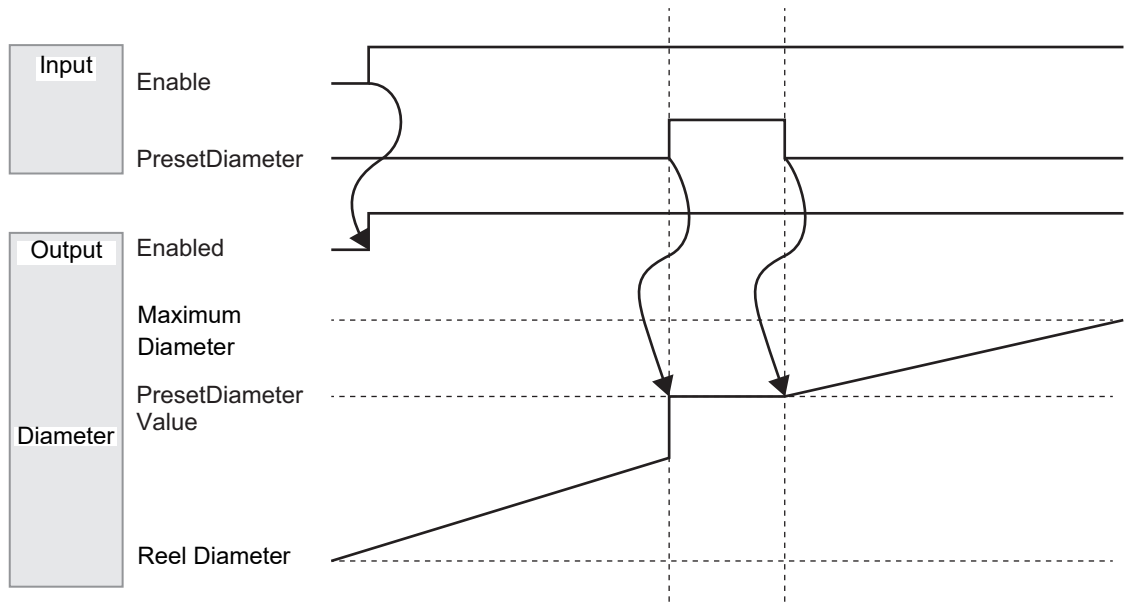 Input
Enable
PresetDiameter
Output
Enabled
Maximum
Diameter
PresetDiameter
Value
Diameter
Reel Diameter